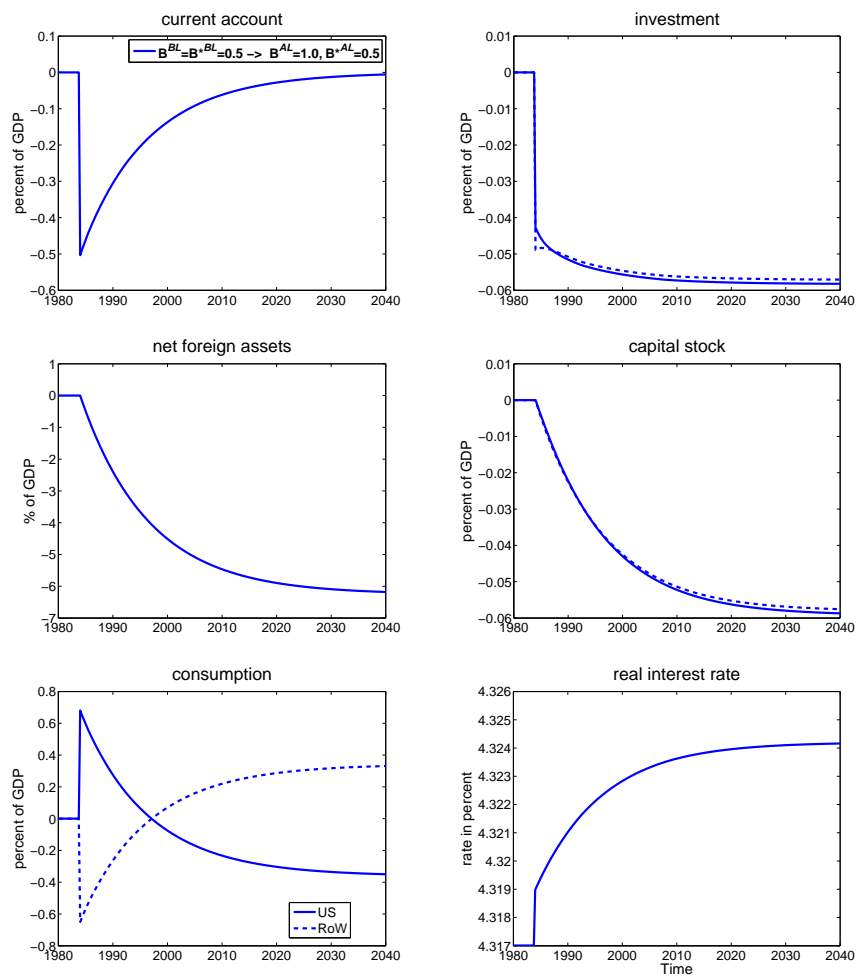 current account
0.1
0
−0.1
−0.2
−0.3
−0.4
−0.5
−0.6
percent of GDP
1980 1990 2000 2010 2020 2030 2040
B^BL=B*^BL=0.5 −> B^AL=1.0, B*^AL=0.5
investment
0.01
0
−0.01
−0.02
−0.03
−0.04
−0.05
−0.06
percent of GDP
1980 1990 2000 2010 2020 2030 2040
net foreign assets
1
0
−1
−2
−3
−4
−5
−6
−7
% of GDP
1980 1990 2000 2010 2020 2030 2040
capital stock
0.01
0
−0.01
−0.02
−0.03
−0.04
−0.05
−0.06
percent of GDP
1980 1990 2000 2010 2020 2030 2040
consumption
0.8
0.6
0.4
0.2
0
−0.2
−0.4
−0.6
−0.8
percent of GDP
1980 1990 2000 2010 2020 2030 2040
US
RoW
real interest rate
4.326
4.325
4.324
4.323
4.322
4.321
4.32
4.319
4.318
4.317
rate in percent
1980 1990 2000 2010 2020 2030 2040
Time